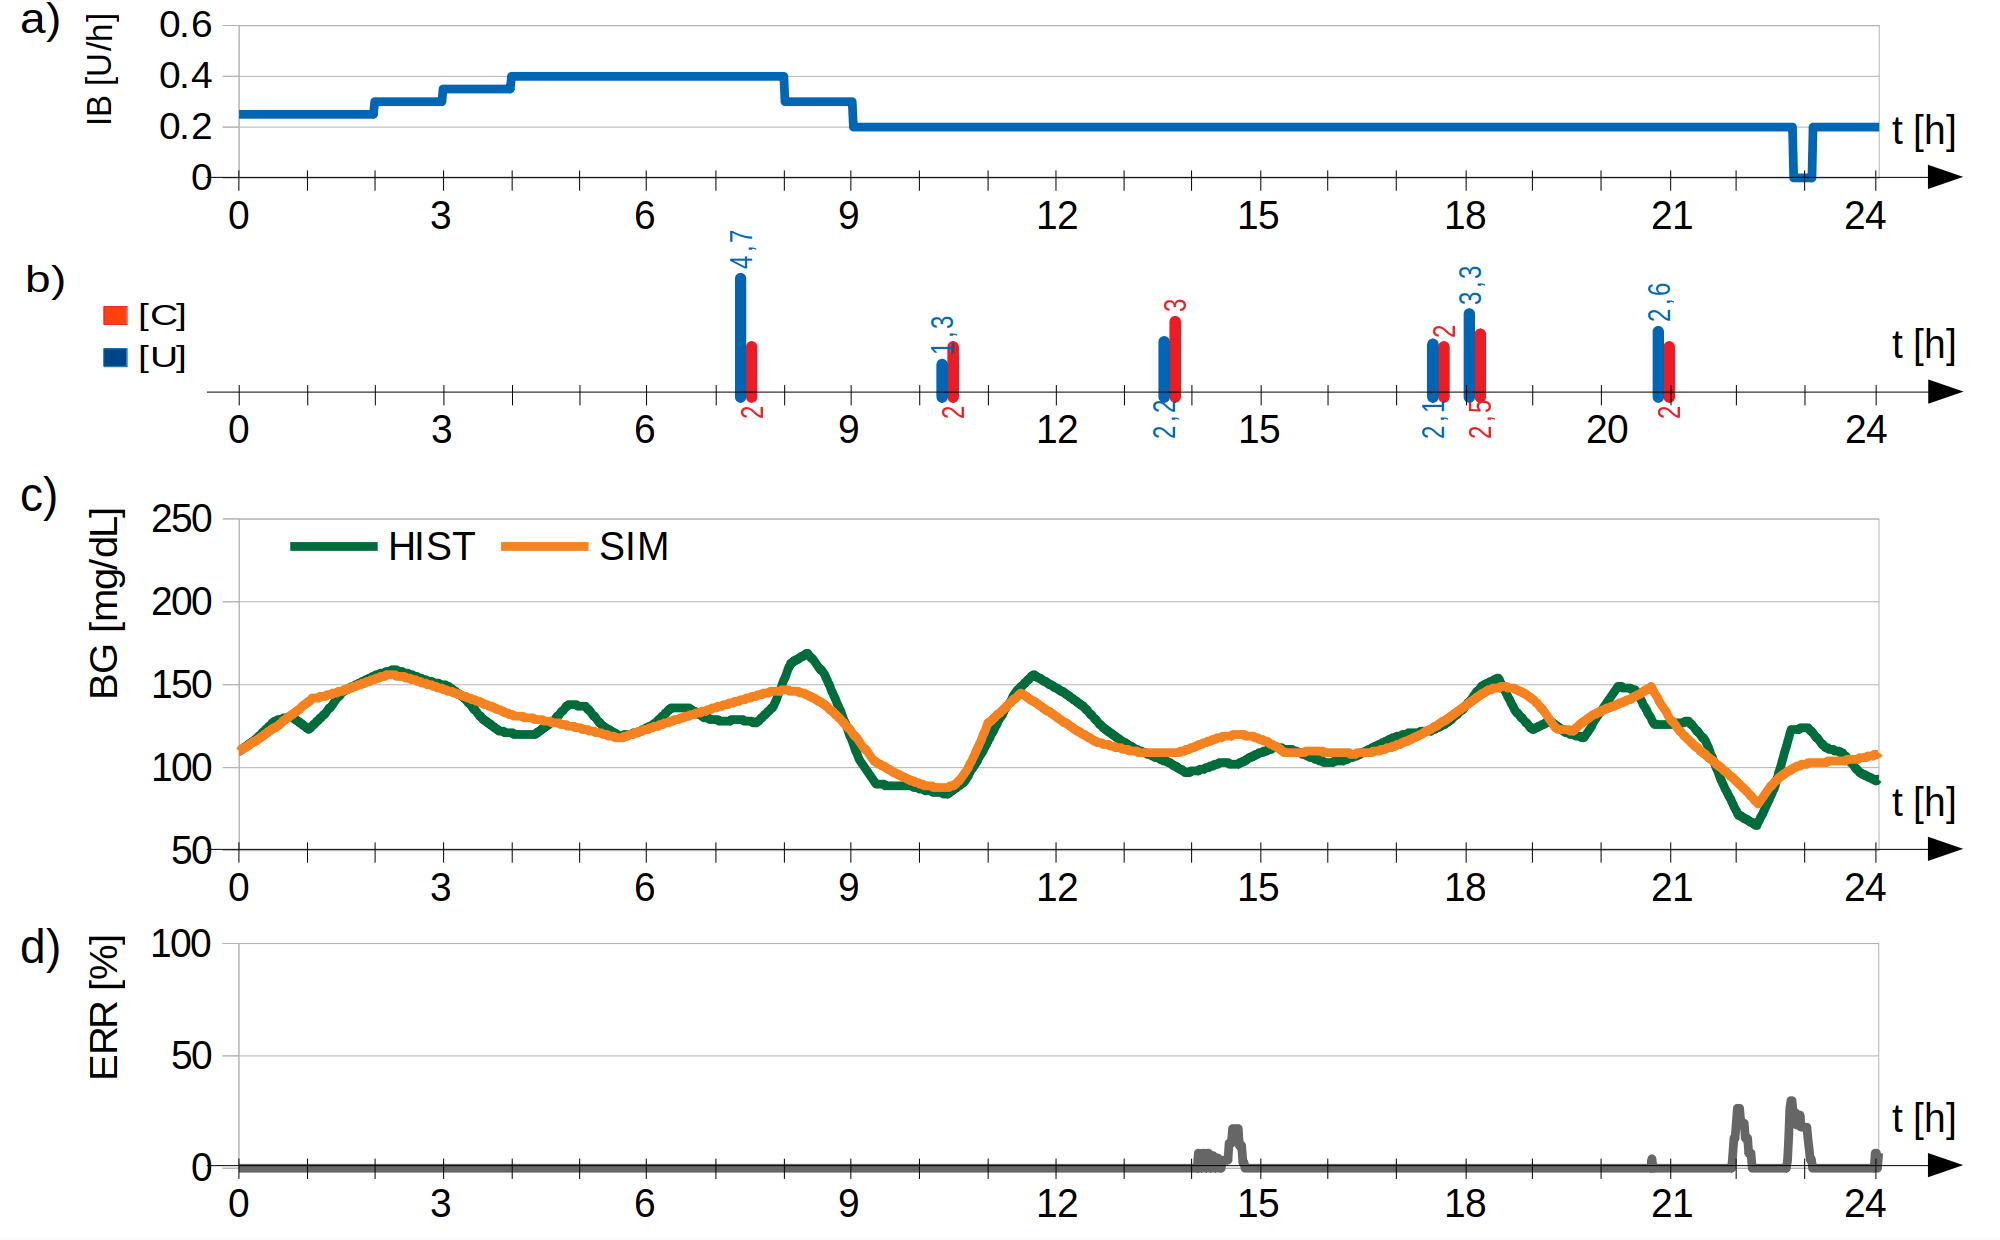 a)
IB [U/h]
0.6
0.4
0.2
0
t [h]
0 3 6 9 12 15 18 21 24
b)
[C]
[U]
4,7
2
1,3
2
2,2
3
2,1
2
3,3
2,5
2,6
2
t [h]
0 3 6 9 12 15 20 24
c)
BG [mg/dL]
250
200
150
100
50
HIST SIM
t [h]
0 3 6 9 12 15 18 21 24
d)
ERR [%]
100
50
0
t [h]
0 3 6 9 12 15 18 21 24